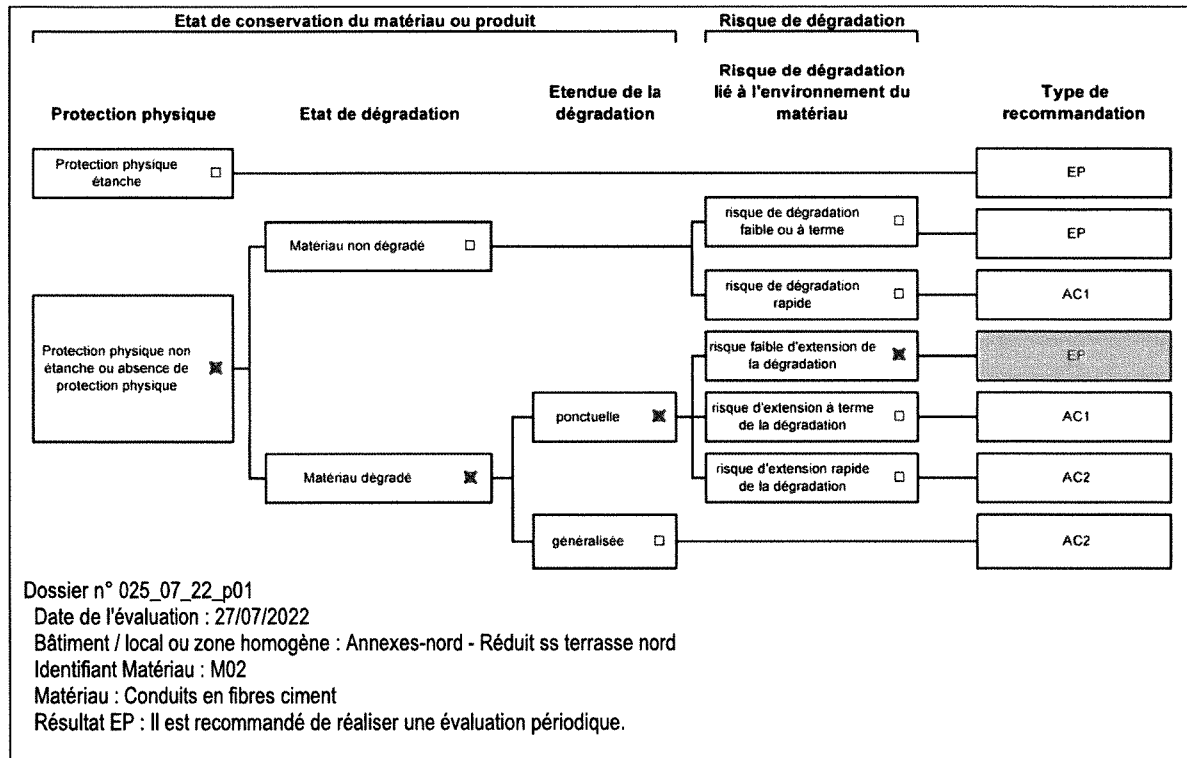 Etat de conservation du matériau ou produit
Risque de dégradation
Protection physique
Etat de dégradation
Etendue de la
dégradation
Risque de dégradation
lié à l'environnement du
matériau
Type de
recommandation
Protection physique
étanche
EP
Matériau non dégradé
risque de dégradation
faible ou à terme
EP
risque de dégradation
rapide
AC1
Protection physique non
étanche ou absence de
protection physique
risque faible d'extension de
la dégradation
EP
ponctuelle
risque d'extension à terme
de la dégradation
AC1
Matériau dégradé
risque d'extension rapide
de la dégradation
AC2
généralisée
AC2
Dossier n° 025_07_22_p01
Date de l'évaluation : 27/07/2022
Bâtiment / local ou zone homogène : Annexes-nord - Réduit ss terrasse nord
Identifiant Matériau : M02
Matériau : Conduits en fibres ciment
Résultat EP : Il est recommandé de réaliser une évaluation périodique.